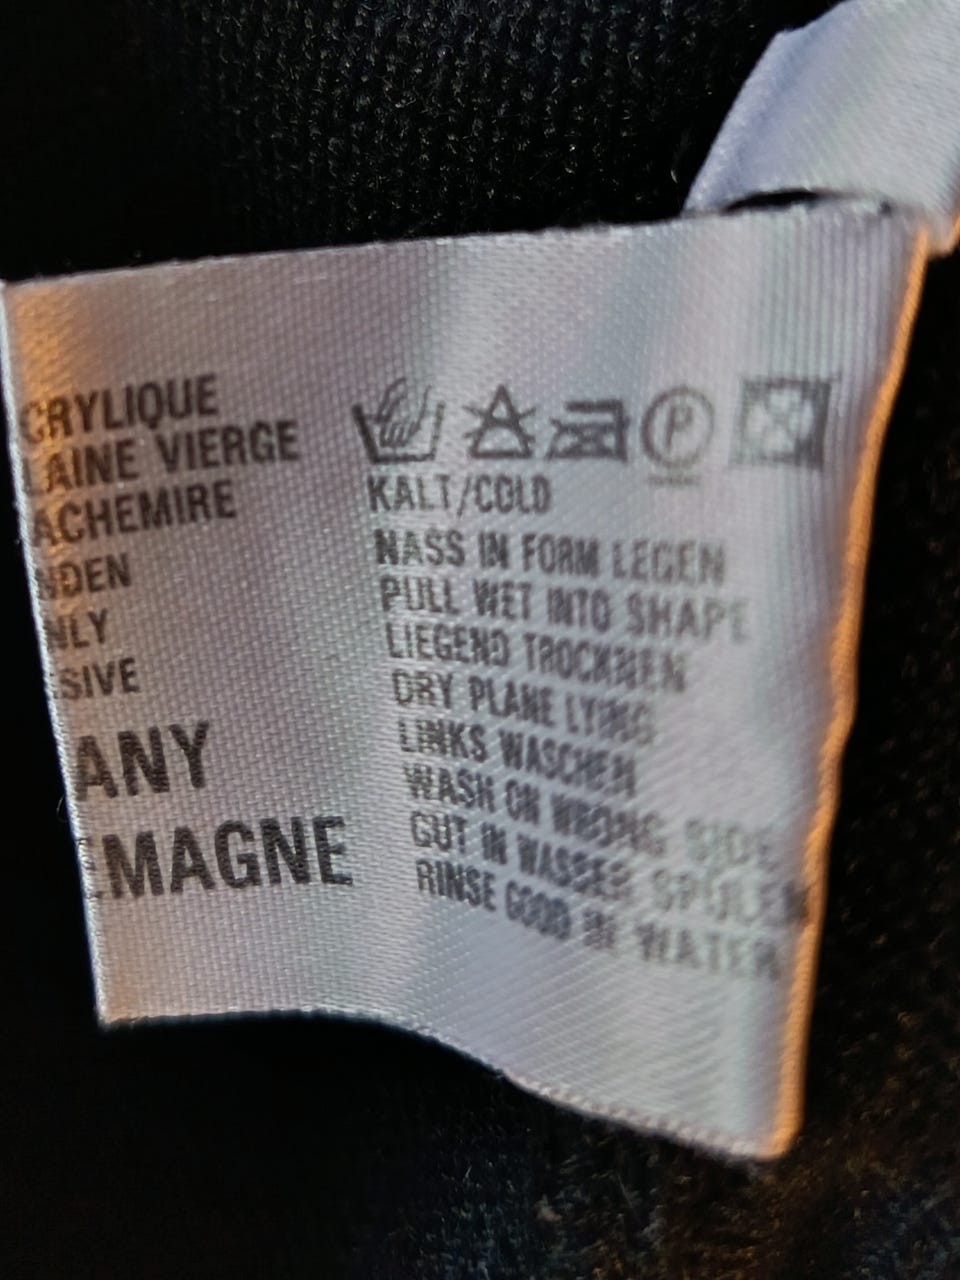 CRYLIQUE
LAINE VIERGE
ACHEMIRE
NDEN
NLY
SIVE
ANY
EMAGNE
P
KALT/COLD
NASS IN FORM LEGEN
PULL WET INTO SHAPE
LIEGEND TROCKNEN
DRY PLANE LYING
LINKS WASCHEN
WASH ON WRONG SIDE
GUT IN WASSER SPÜLEN
RINSE GOOD IN WATER